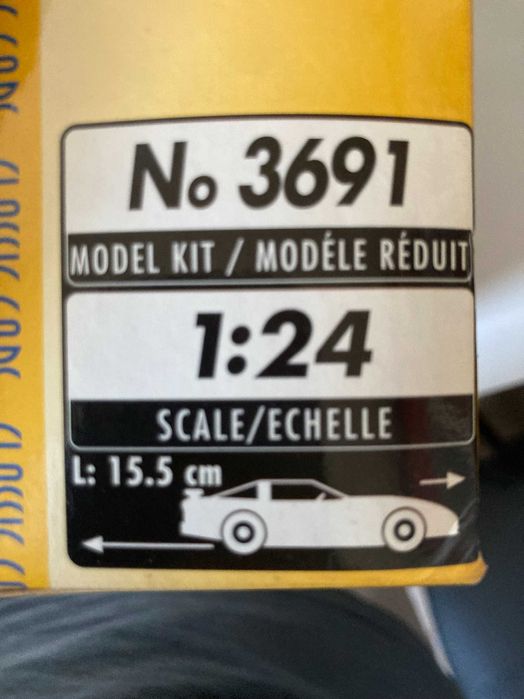 No 3691
MODEL KIT / MODÉLE RÉDUIT
1:24
SCALE/ECHELLE
L: 15.5 cm